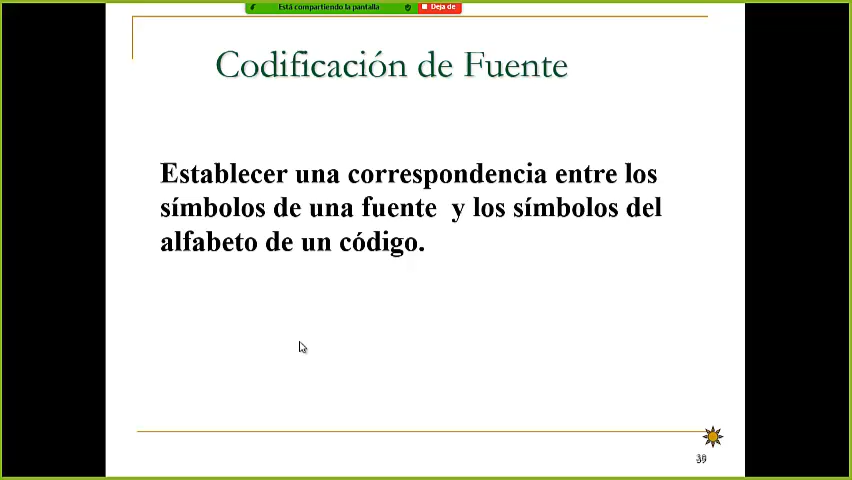 Está compartiendo la pantalla
Deja de
Codificación de Fuente
Establecer una correspondencia entre los
símbolos de una fuente y los símbolos del
alfabeto de un código.